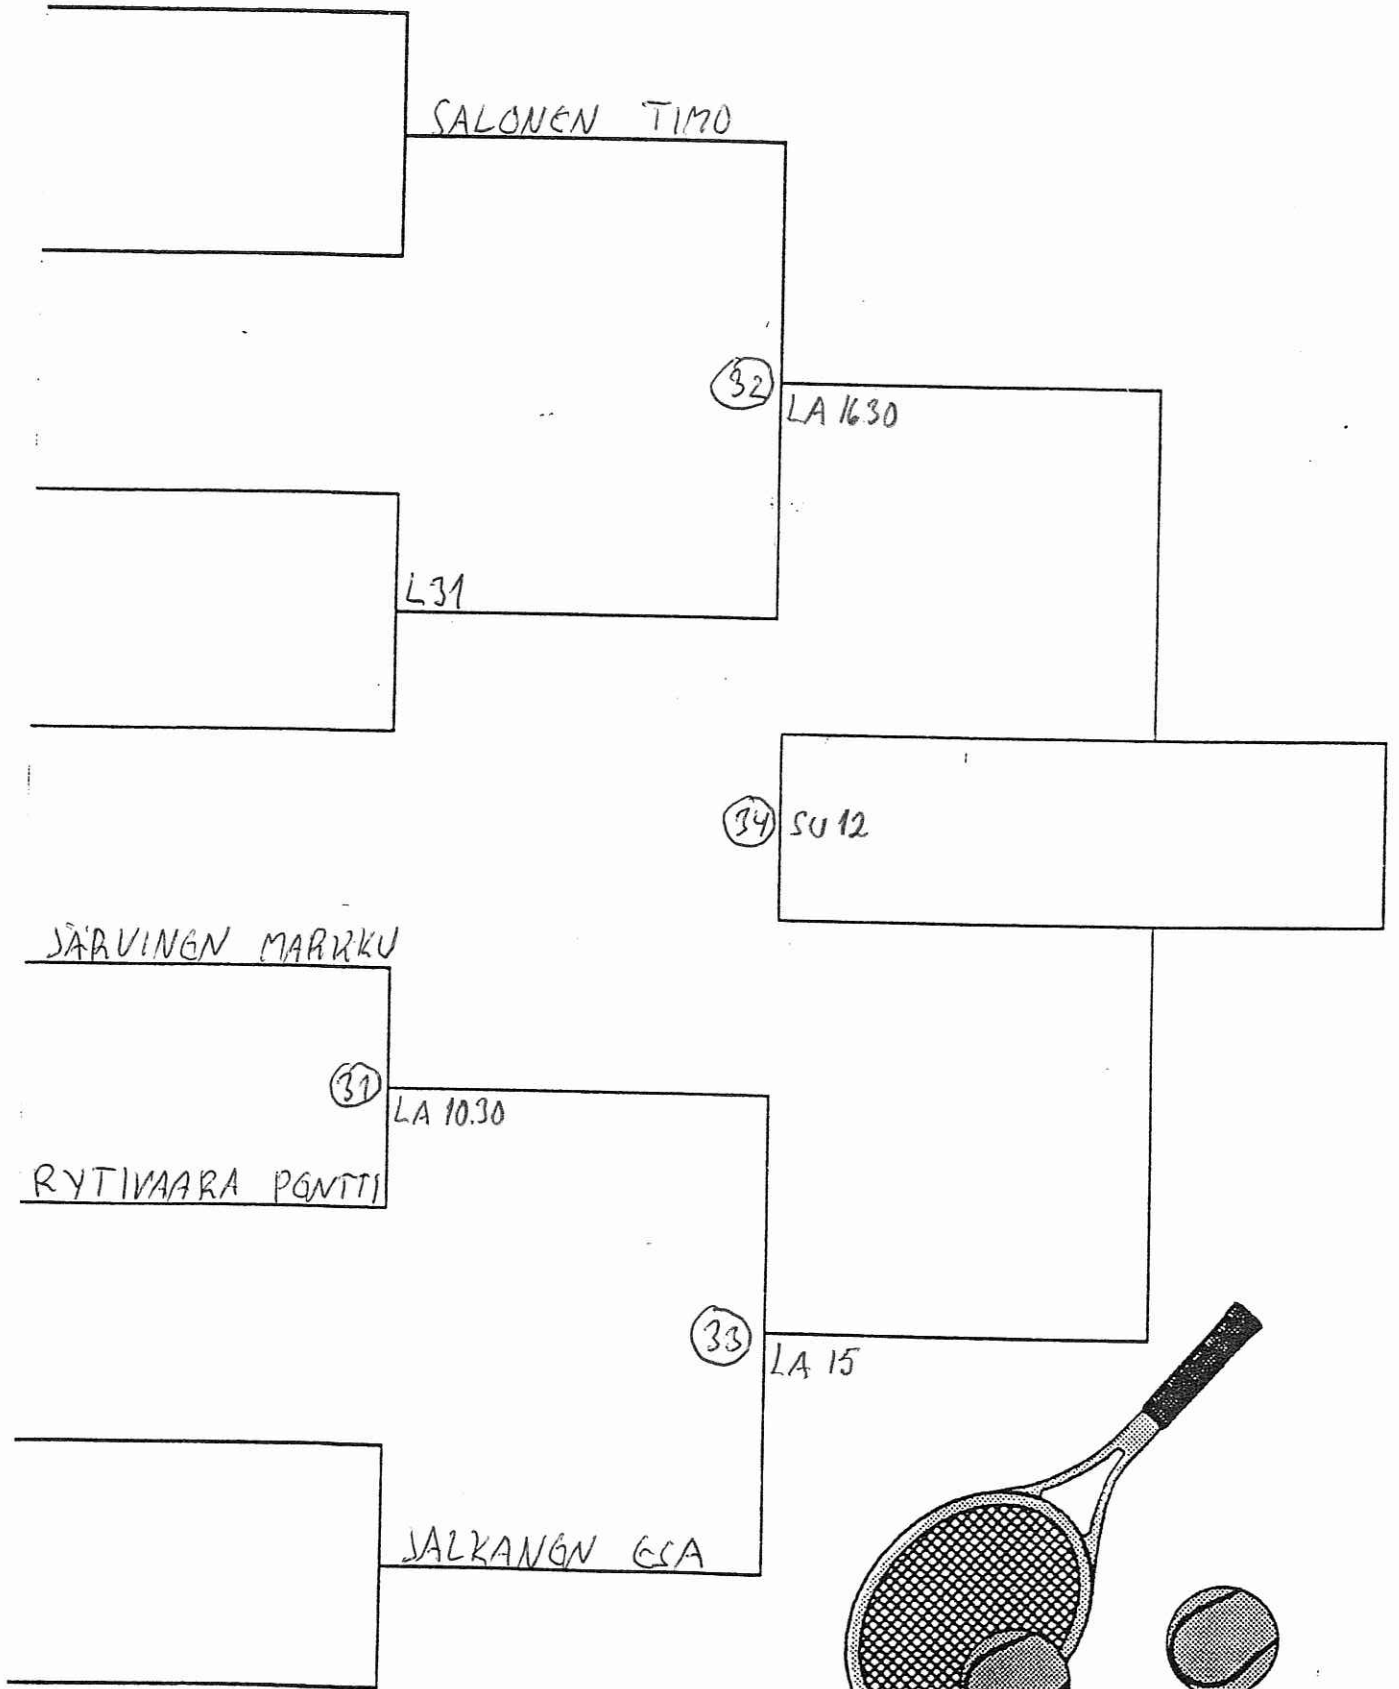 SALONEN TIMO
32
LA 16.30
L31
34 SU 12
JÄRVINEN MARKKU
31
LA 10.30
RYTIVAARA PENTTI
33
LA 15
JALKANEN ESA